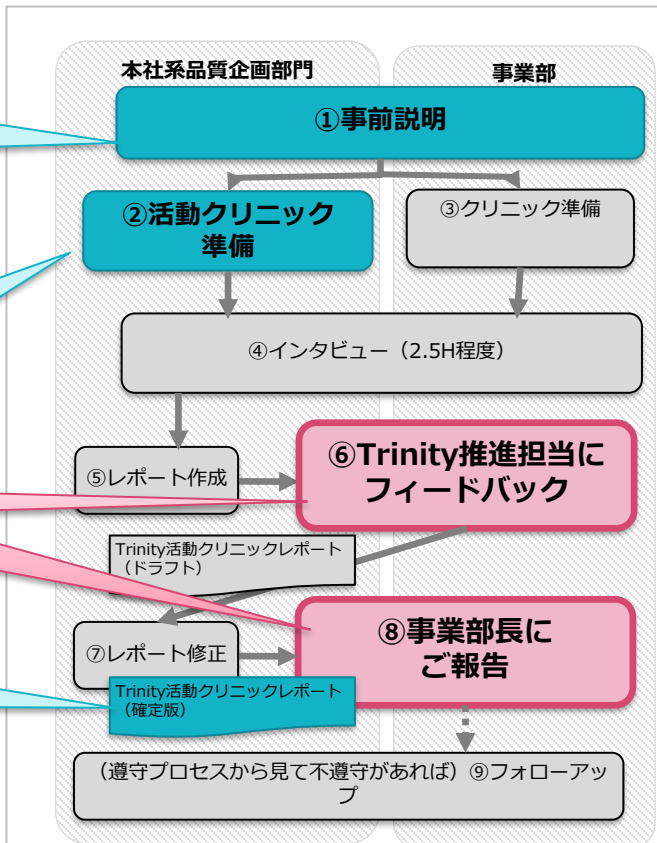 本社系品質企画部門
事業部
①事前説明
②活動クリニック
準備
③クリニック準備
④インタビュー（2.5H程度）
⑤レポート作成
⑥Trinity推進担当に
フィードバック
Trinity活動クリニックレポート
（ドラフト）
⑦レポート修正
⑧事業部長に
ご報告
Trinity活動クリニックレポート
（確定版）
（遵守プロセスから見て不遵守があれば）⑨フォローアッ
プ